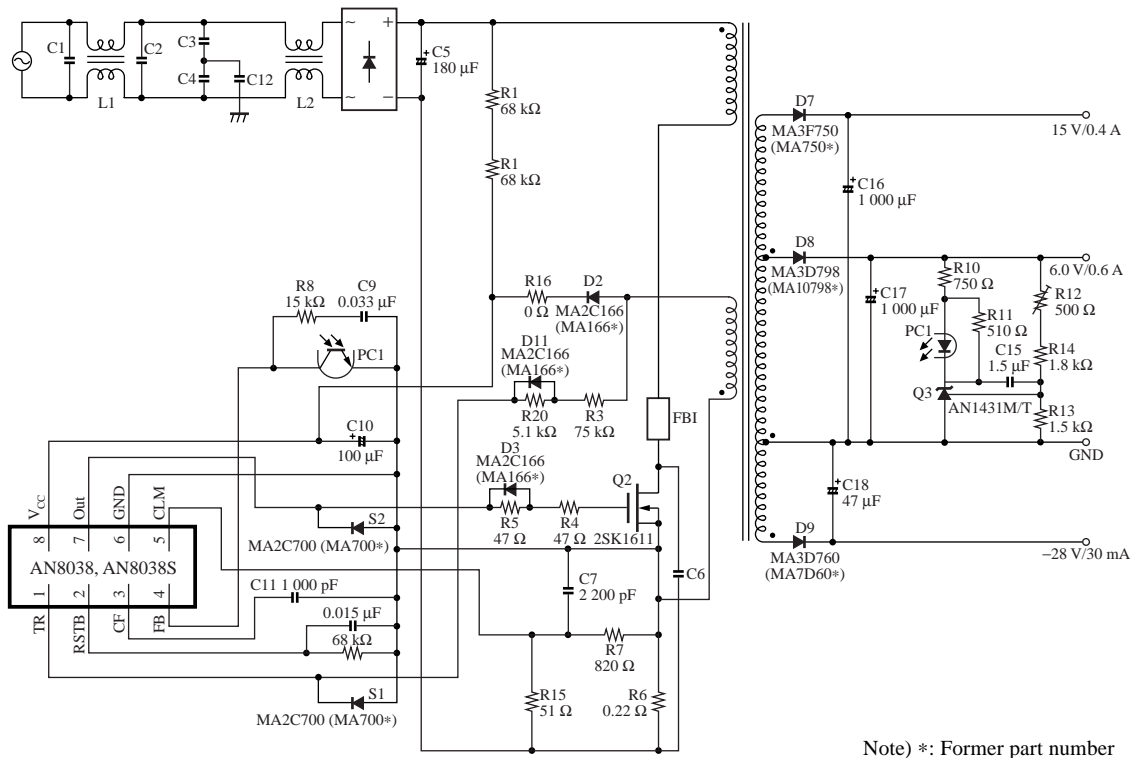 C1
L1
C2
C3
C4
C12
L2
~
~
+
−
C5
180 μF
R1
68 kΩ
R1
68 kΩ
D7
MA3F750
(MA750*)
15 V/0.4 A
C16
1 000 μF
D8
MA3D798
(MA10798*)
6.0 V/0.6 A
C17
1 000 μF
R10
750 Ω
R11
510 Ω
R12
500 Ω
PC1
C15
1.5 μF
R14
1.8 kΩ
Q3
AN1431M/T
R13
1.5 kΩ
GND
C18
47 μF
D9
MA3D760
(MA7D60*)
−28 V/30 mA
R8
15 kΩ
C9
0.033 μF
PC1
R16
0 Ω
D2
MA2C166
(MA166*)
D11
MA2C166
(MA166*)
R20
5.1 kΩ
R3
75 kΩ
FBI
C10
100 μF
D3
MA2C166
(MA166*)
R5
47 Ω
R4
47 Ω
Q2
2SK1611
S2
MA2C700 (MA700*)
VCC
Out
GND
CLM
8
7
6
5
AN8038, AN8038S
1
2
3
4
TR
RSTB
CF
FB
C11 1 000 pF
0.015 μF
68 kΩ
C7
2 200 pF
C6
R7
820 Ω
R15
51 Ω
R6
0.22 Ω
S1
MA2C700 (MA700*)
Note) *: Former part number